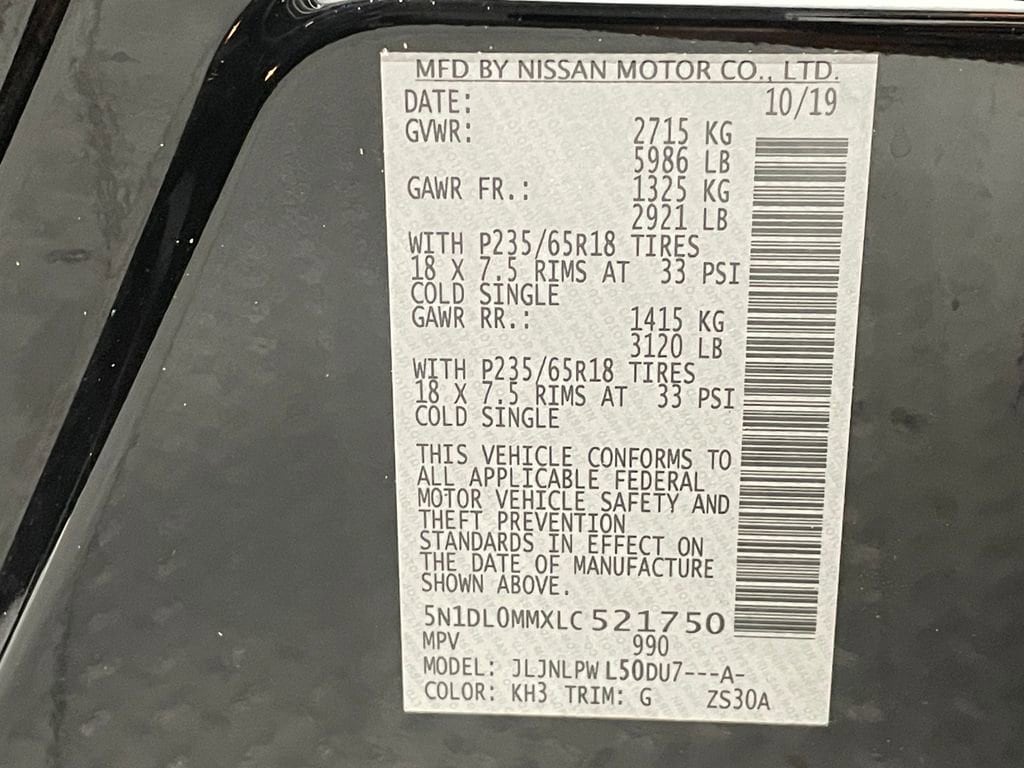 MFD BY NISSAN MOTOR CO., LTD.
DATE: 10/19
GVWR: 2715 KG
5986 LB
GAWR FR.: 1325 KG
2921 LB
WITH P235/65R18 TIRES
18 X 7.5 RIMS AT 33 PSI
COLD SINGLE
GAWR RR.: 1415 KG
3120 LB
WITH P235/65R18 TIRES
18 X 7.5 RIMS AT 33 PSI
COLD SINGLE
THIS VEHICLE CONFORMS TO
ALL APPLICABLE FEDERAL
MOTOR VEHICLE SAFETY AND
THEFT PREVENTION
STANDARDS IN EFFECT ON
THE DATE OF MANUFACTURE
SHOWN ABOVE.
5N1DL0MMXLC521750
MPV 990
MODEL: JLJNLPWL50DU7---A-
COLOR: KH3 TRIM: G ZS30A